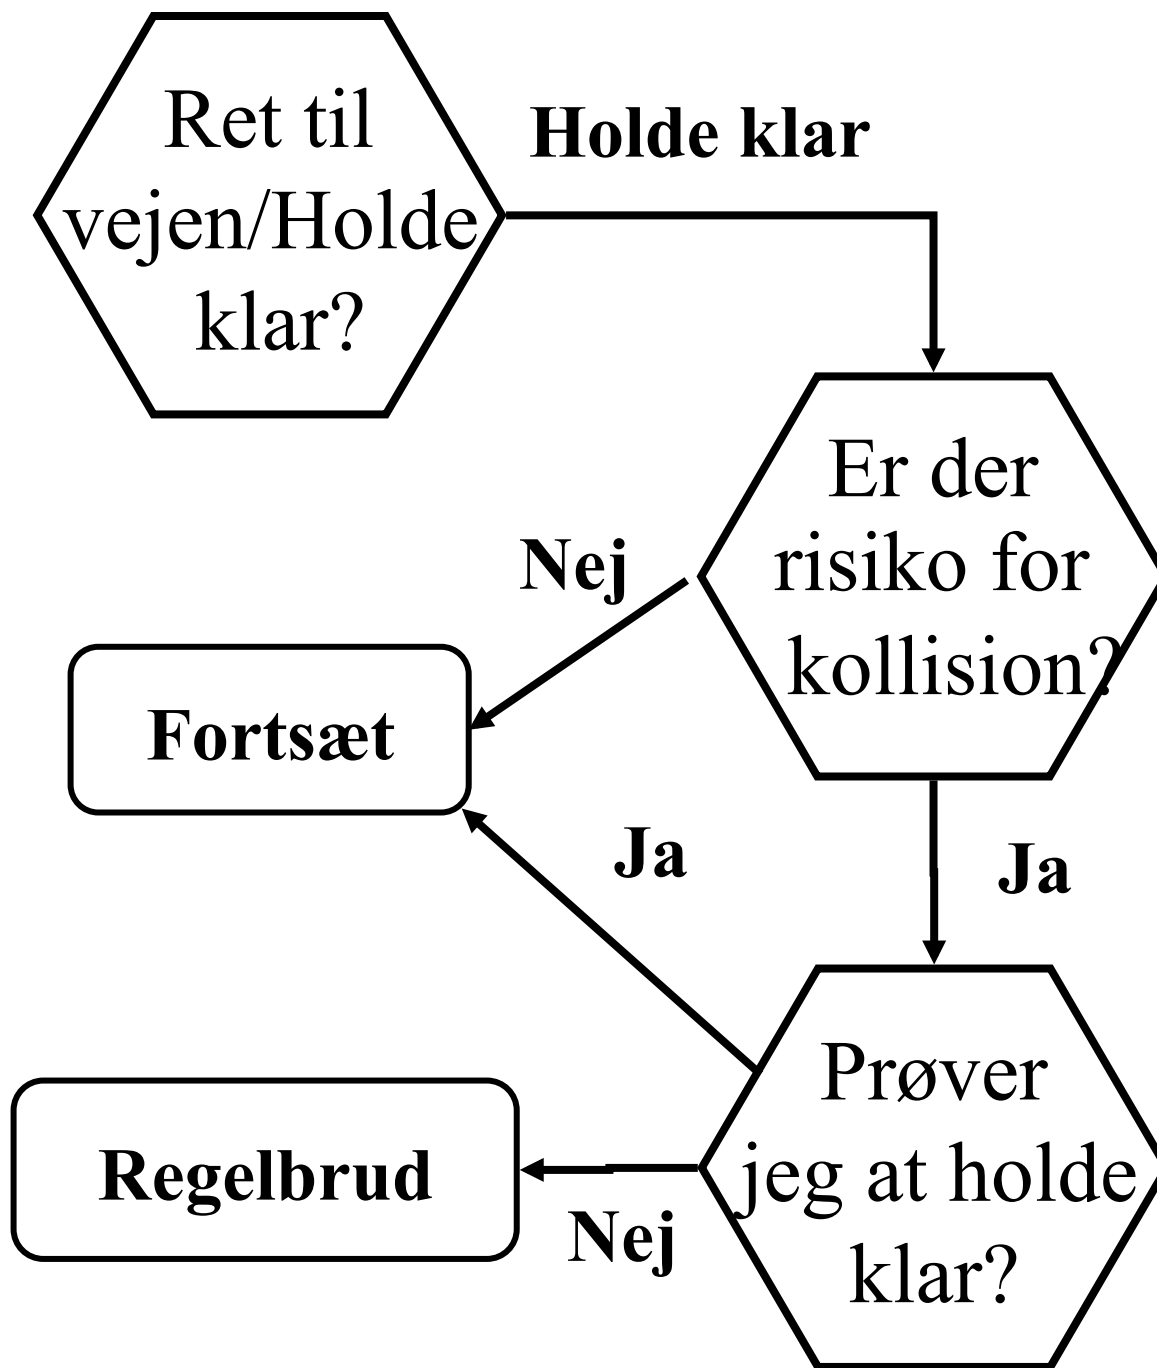 Ret til
vejen/Holde
klar?
Holde klar
Er der
risiko for
kollision?
Nej
Fortsæt
Ja
Ja
Prøver
jeg at holde
klar?
Regelbrud
Nej